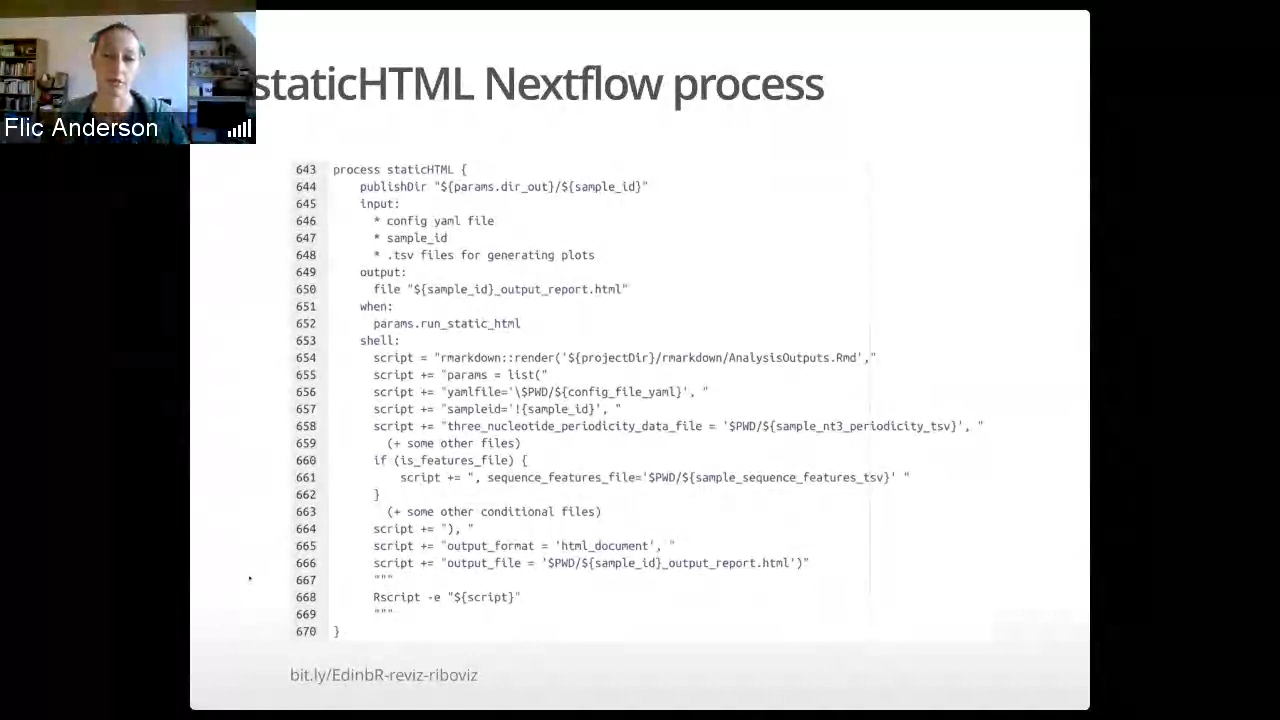 staticHTML Nextflow process
Flic Anderson
643 process staticHTML {
644 publishDir "${params.dir_out}/${sample_id}"
645 input:
646 * config yaml file
647 * sample_id
648 * .tsv files for generating plots
649 output:
650 file "${sample_id}_output_report.html"
651 when:
652 params.run_static_html
653 shell:
654 script = "rmarkdown::render('${projectDir}/rmarkdown/AnalysisOutputs.Rmd',"
655 script += "params = list("
656 script += "yamlfile='\$PWD/${config_file_yaml}', "
657 script += "sampleid='!{sample_id}', "
658 script += "three_nucleotide_periodicity_data_file = '$PWD/${sample_nt3_periodicity_tsv}', "
659 (+ some other files)
660 if (is_features_file) {
661 script += ", sequence_features_file='$PWD/${sample_sequence_features_tsv}' "
662 }
663 (+ some other conditional files)
664 script += "), "
665 script += "output_format = 'html_document', "
666 script += "output_file = '$PWD/${sample_id}_output_report.html')"
667 """
668 Rscript -e "${script}"
669 """
670 }
bit.ly/EdinbR-reviz-riboviz